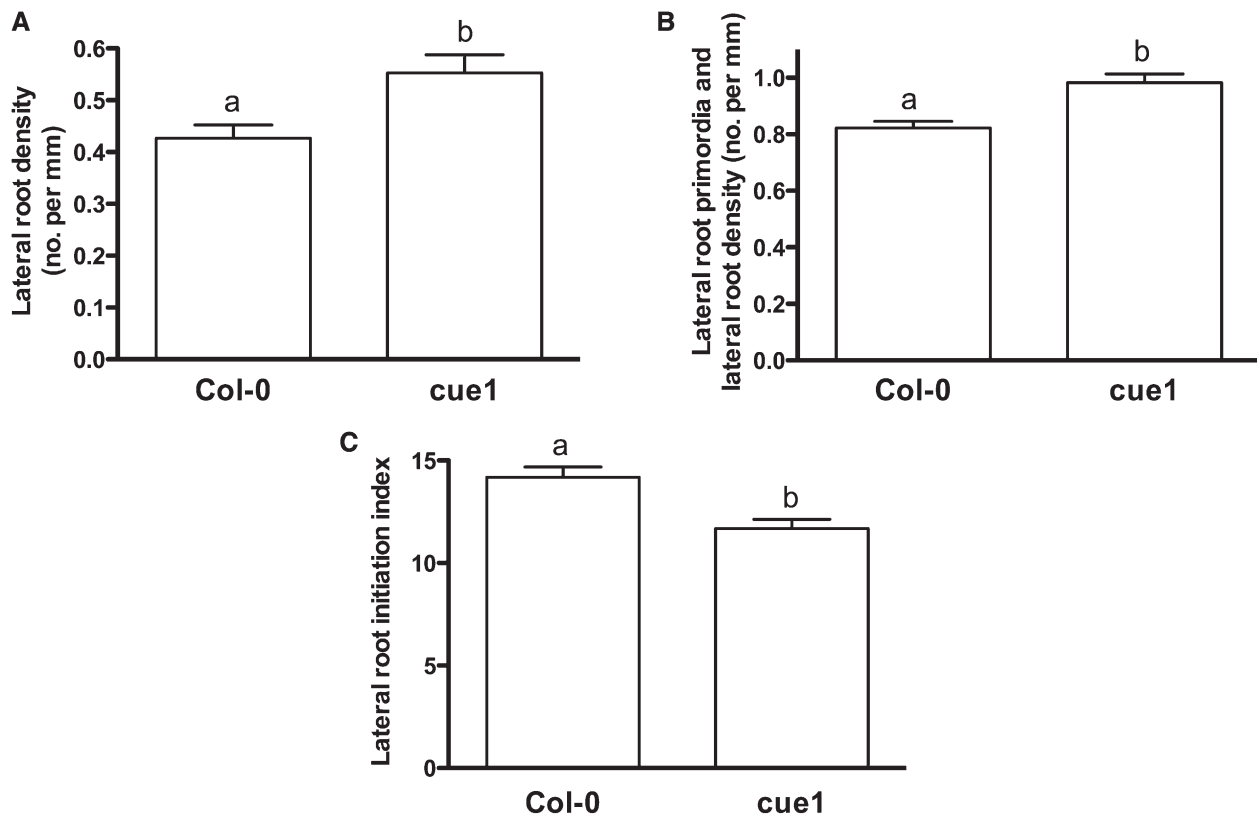 A
Lateral root density
(no. per mm)
0.6
0.5
0.4
0.3
0.2
0.1
0.0
a
b
Col-0
cue1
B
Lateral root primordia and
lateral root density (no. per mm)
1.0
0.8
0.6
0.4
0.2
0.0
a
b
Col-0
cue1
C
Lateral root initiation index
15
10
5
0
a
b
Col-0
cue1